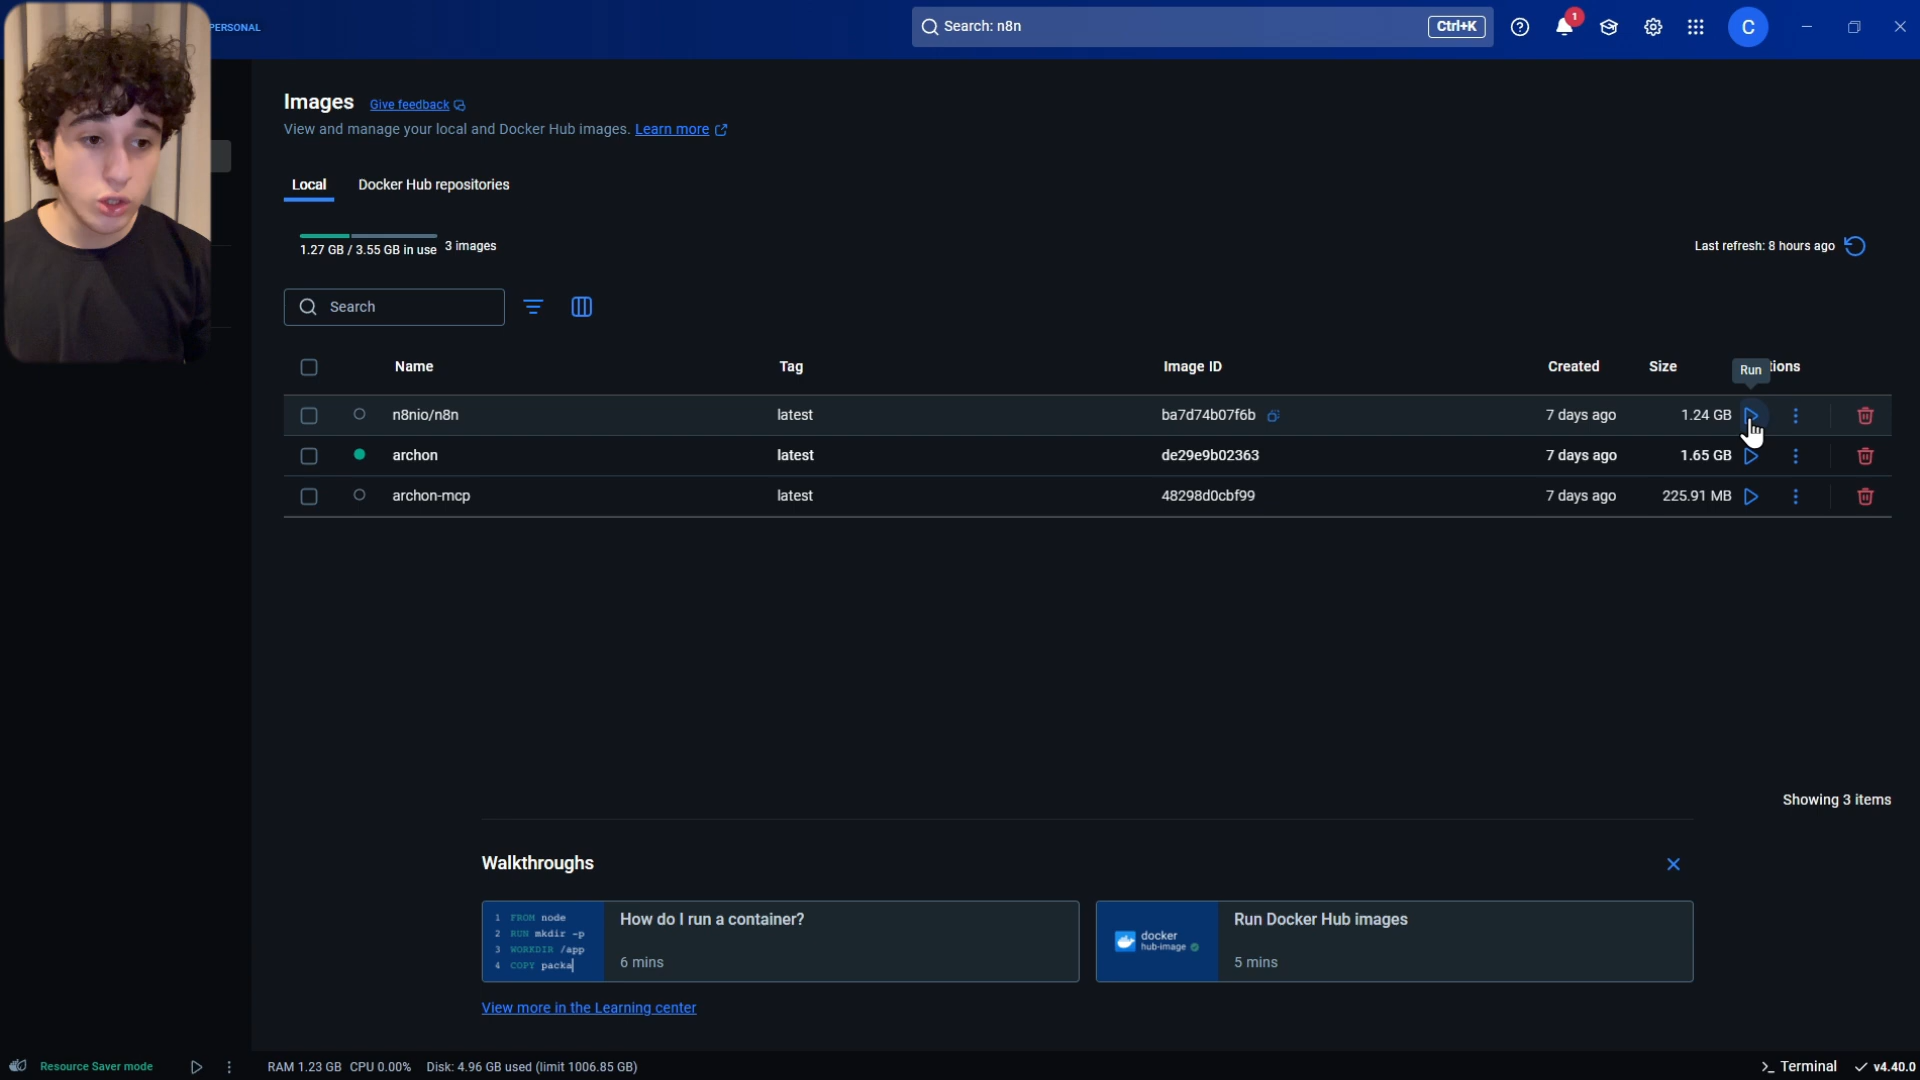 PERSONAL
Search: n8n
Ctrl+K
1
C
Images
Give feedback
View and manage your local and Docker Hub images. Learn more
Local
Docker Hub repositories
1.27 GB / 3.55 GB in use
3 images
Last refresh: 8 hours ago
Search
Name
Tag
Image ID
Created
Size
tions
Run
n8nio/n8n
latest
ba7d74b07f6b
7 days ago
1.24 GB
archon
latest
de29e9b02363
7 days ago
1.65 GB
archon-mcp
latest
48298d0cbf99
7 days ago
225.91 MB
Showing 3 items
Walkthroughs
1 FROM node
2 RUN mkdir -p
3 WORKDIR /app
4 COPY packa
How do I run a container?
6 mins
docker
hub-image
Run Docker Hub images
5 mins
View more in the Learning center
Resource Saver mode
RAM 1.23 GB CPU 0.00% Disk: 4.96 GB used (limit 1006.85 GB)
>_ Terminal
v4.40.0